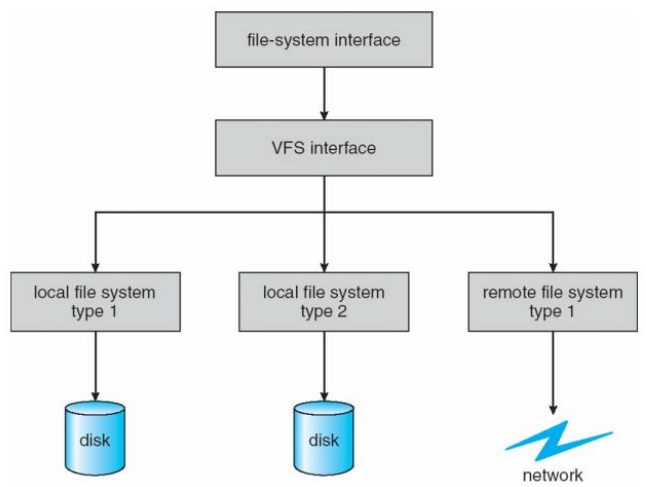 file-system interface
VFS interface
local file system
type 1
local file system
type 2
remote file system
type 1
disk
disk
network